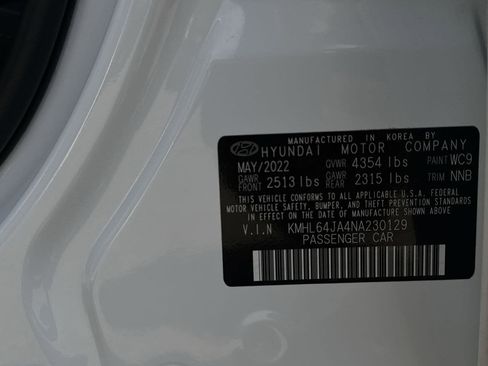 MANUFACTURED IN KOREA BY
HYUNDAI MOTOR COMPANY
MAY/2022 GVWR 4354 lbs PAINT WC9
GAWR FRONT 2513 lbs GAWR REAR 2315 lbs TRIM NNB
THIS VEHICLE CONFORMS TO ALL APPLICABLE U.S.A. FEDERAL
MOTOR VEHICLE SAFETY, BUMPER, AND THEFT PREVENTION STANDARDS
IN EFFECT ON THE DATE OF MANUFACTURE SHOWN ABOVE.
V.I.N KMHL64JA4NA230129
PASSENGER CAR